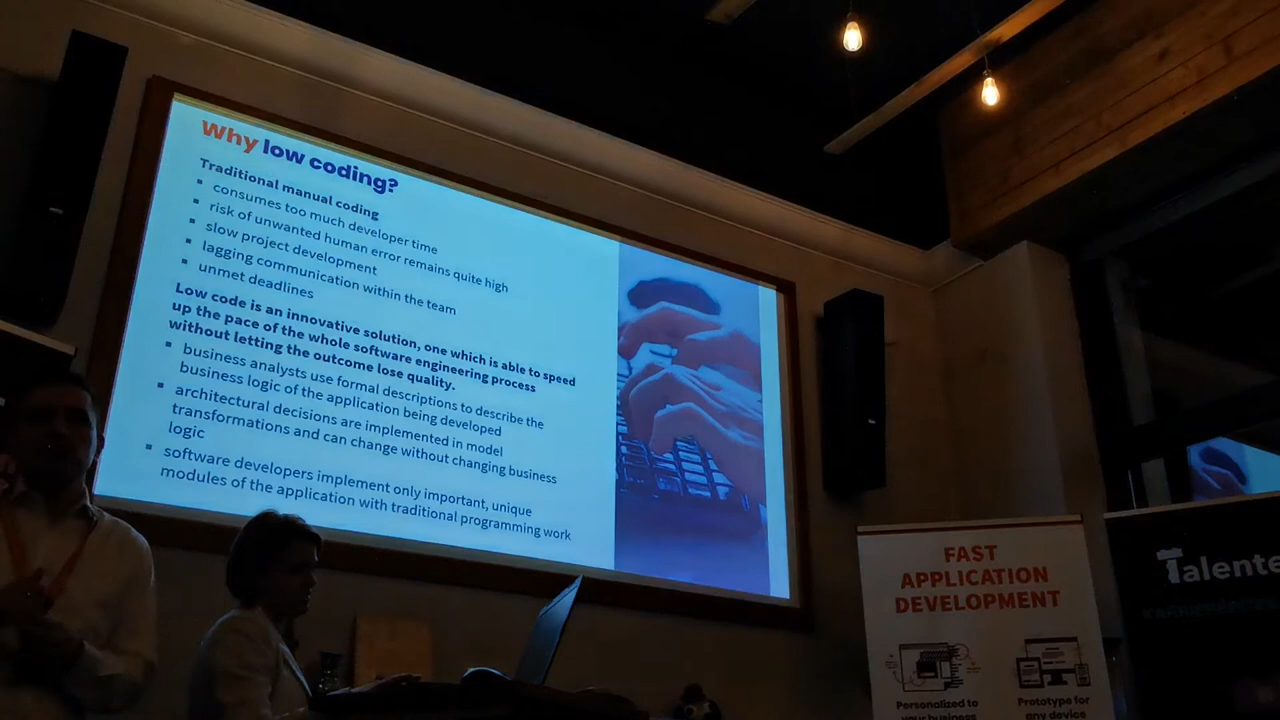 Why low coding?
Traditional manual coding
▪ consumes too much developer time
▪ risk of unwanted human error remains quite high
▪ slow project development
▪ lagging communication within the team
▪ unmet deadlines
Low code is an innovative solution, one which is able to speed
up the pace of the whole software engineering process
without letting the outcome lose quality.
▪ business analysts use formal descriptions to describe the
business logic of the application being developed
▪ architectural decisions are implemented in model
transformations and can change without changing business
logic
▪ software developers implement only important, unique
modules of the application with traditional programming work
FAST
APPLICATION
DEVELOPMENT
Personalized to
your business
Prototype for
any device
Talente